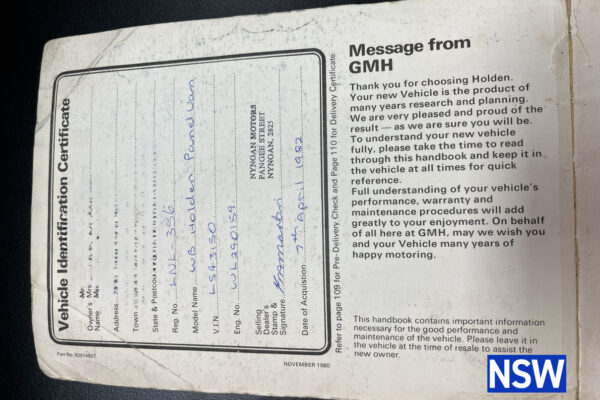 Vehicle Identification Certificate
Mr.
Owner's Mrs.
Name Miss
Address
Town
State & Postcode
Reg. No. LNL 386
Model Name WB Holden Panel Van
V.I.N. L543150
Eng. No. WL290159
Selling
Dealer's
Stamp &
Signature
NYNGAN MOTORS
PANGEE STREET
NYNGAN, 2825
Date of Acquisition 7th April 1982
Refer to page 109 for Pre-Delivery Check and Page 110 for Delivery Certificate.
Part No.
NOVEMBER 1980
Message from
GMH
Thank you for choosing Holden.
Your new Vehicle is the product of
many years research and planning.
We are very pleased and proud of the
result — as we are sure you will be.
To understand your new vehicle
fully, please take the time to read
through this handbook and keep it in
the vehicle at all times for quick
reference.
Full understanding of your vehicle's
performance, warranty and
maintenance procedures will add
greatly to your enjoyment. On behalf
of all here at GMH, may we wish you
and your Vehicle many years of
happy motoring.
This handbook contains important information
necessary for the good performance and
maintenance of the vehicle. Please leave it in
the vehicle at the time of resale to assist the
new owner.
NSW